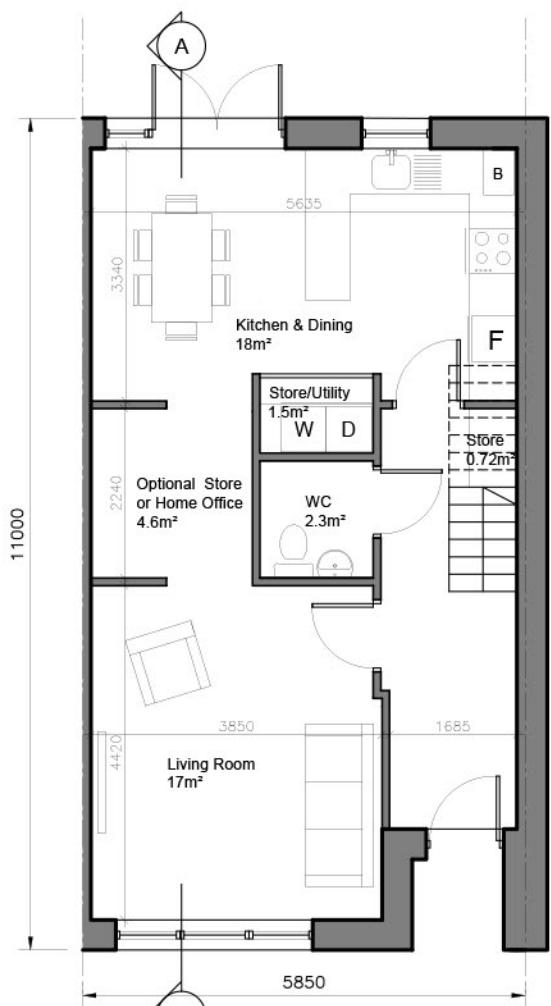 A
B
5635
3340
Kitchen & Dining
18m²
F
Store/Utility
1.5m²
W D
Store
0.72m²
Optional Store
or Home Office
4.6m²
2240
WC
2.3m²
11000
3850
1685
4420
Living Room
17m²
5850